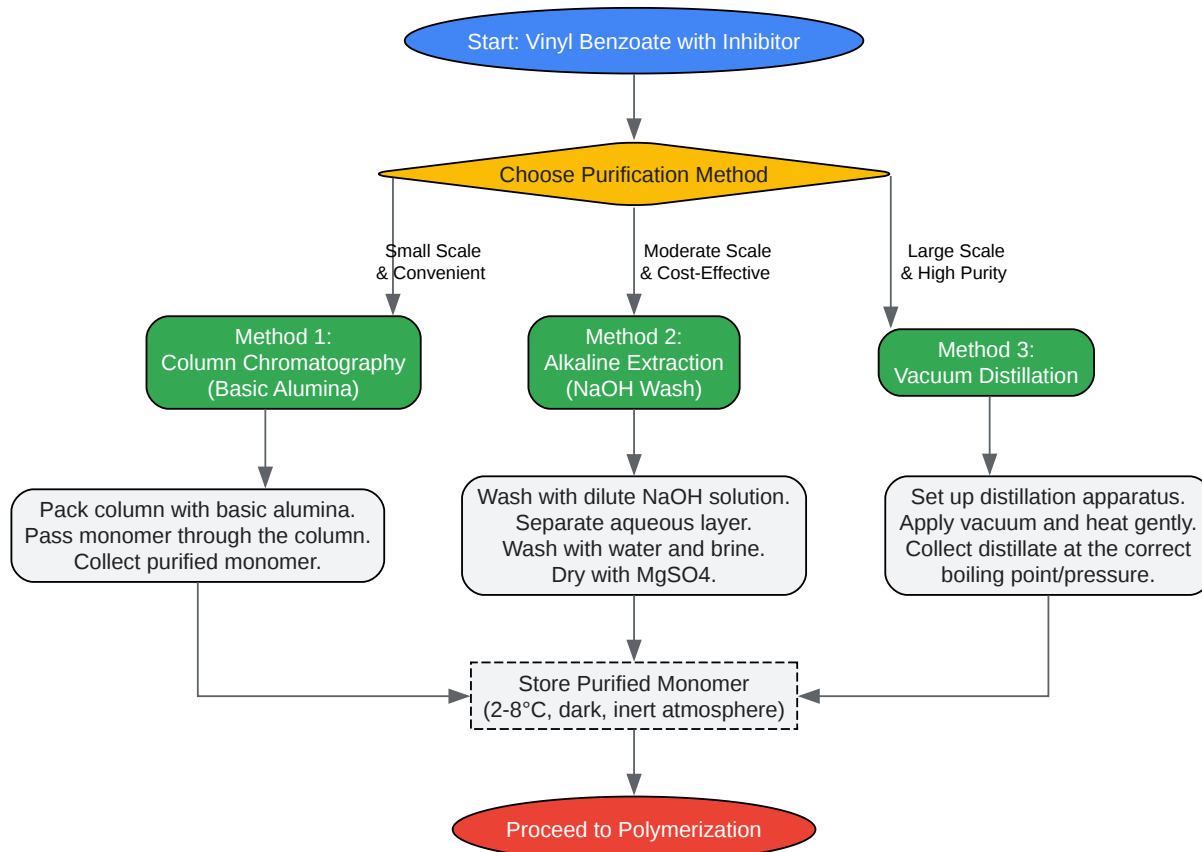 Start: Vinyl Benzoate with Inhibitor
Choose Purification Method
Small Scale
& Convenient
Moderate Scale
& Cost-Effective
Large Scale
& High Purity
Method 1:
Column Chromatography
(Basic Alumina)
Method 2:
Alkaline Extraction
(NaOH Wash)
Method 3:
Vacuum Distillation
Pack column with basic alumina.
Pass monomer through the column.
Collect purified monomer.
Wash with dilute NaOH solution.
Separate aqueous layer.
Wash with water and brine.
Dry with MgSO4.
Set up distillation apparatus.
Apply vacuum and heat gently.
Collect distillate at the correct
boiling point/pressure.
Store Purified Monomer
(2-8°C, dark, inert atmosphere)
Proceed to Polymerization